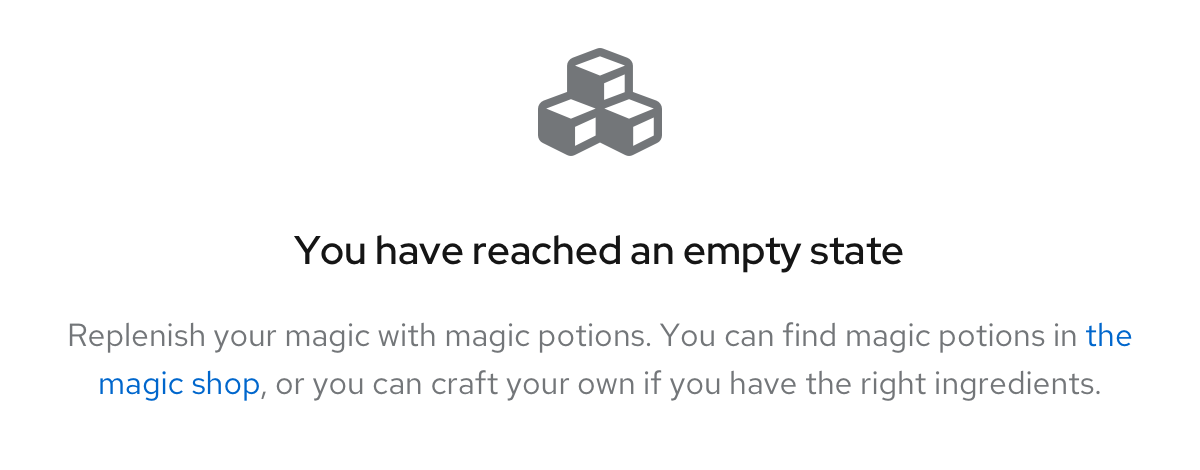 You have reached an empty state
Replenish your magic with magic potions. You can find magic potions in the
magic shop, or you can craft your own if you have the right ingredients.